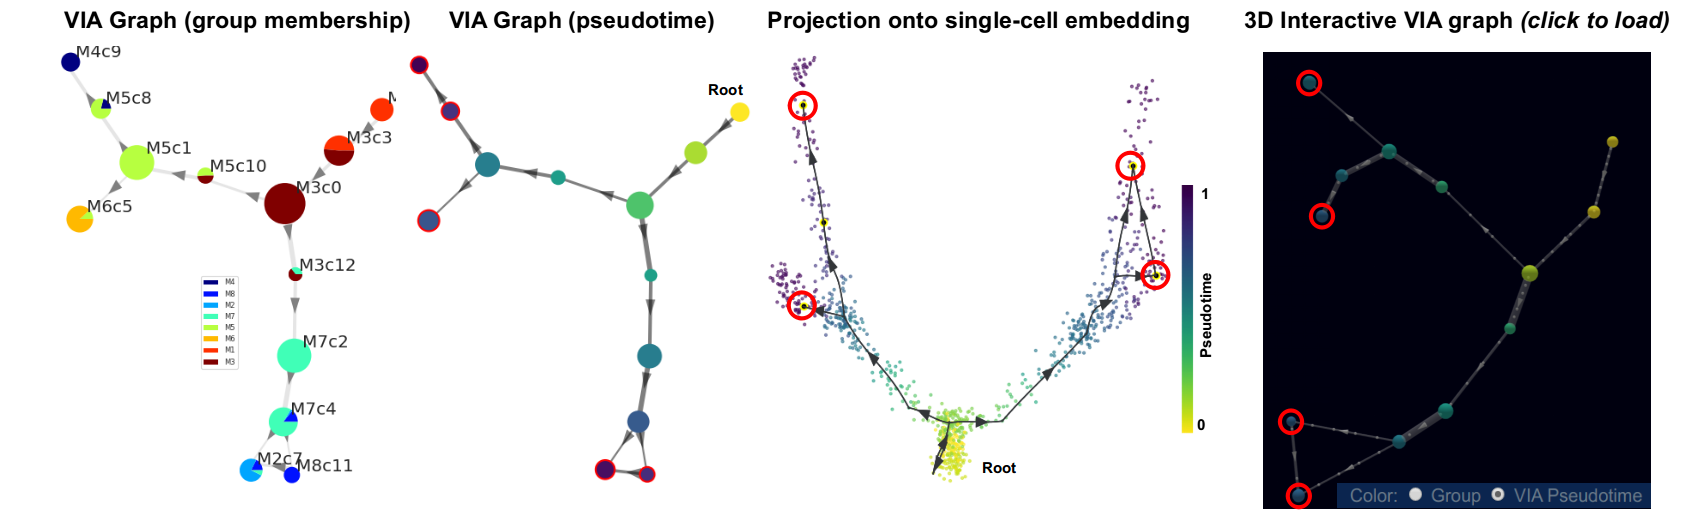 VIA Graph (group membership)
VIA Graph (pseudotime)
Projection onto single-cell embedding
3D Interactive VIA graph (click to load)
M4c9
M5c8
M5c1
M5c10
M6c5
M3c3
M3c0
M3c12
M7c2
M7c4
M2c7
M8c11
M4
M8
M2
M7
M5
M6
M1
M3
Root
Root
1
Pseudotime
0
Color: Group VIA Pseudotime